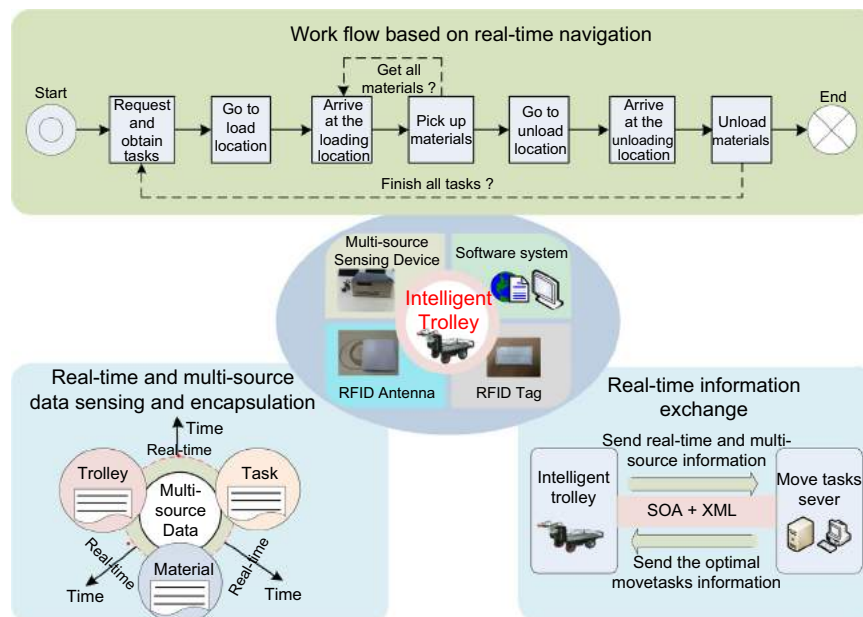 Work flow based on real-time navigation
Get all
materials ?
Start
Request
and
obtain
tasks
Go to
load
location
Arrive
at the
loading
location
Pick up
materials
Go to
unload
location
Arrive
at the
unloading
location
Unload
materials
End
Finish all tasks ?
Multi-source
Sensing Device
Software system
Intelligent
Trolley
RFID Antenna
RFID Tag
Real-time and multi-source
data sensing and encapsulation
Time
Real-time
Trolley
Task
Multi-
source
Data
Real-time
Real-time
Material
Time
Time
Real-time information
exchange
Send real-time and multi-
source information
Intelligent
trolley
SOA + XML
Move tasks
sever
Send the optimal
movetasks information